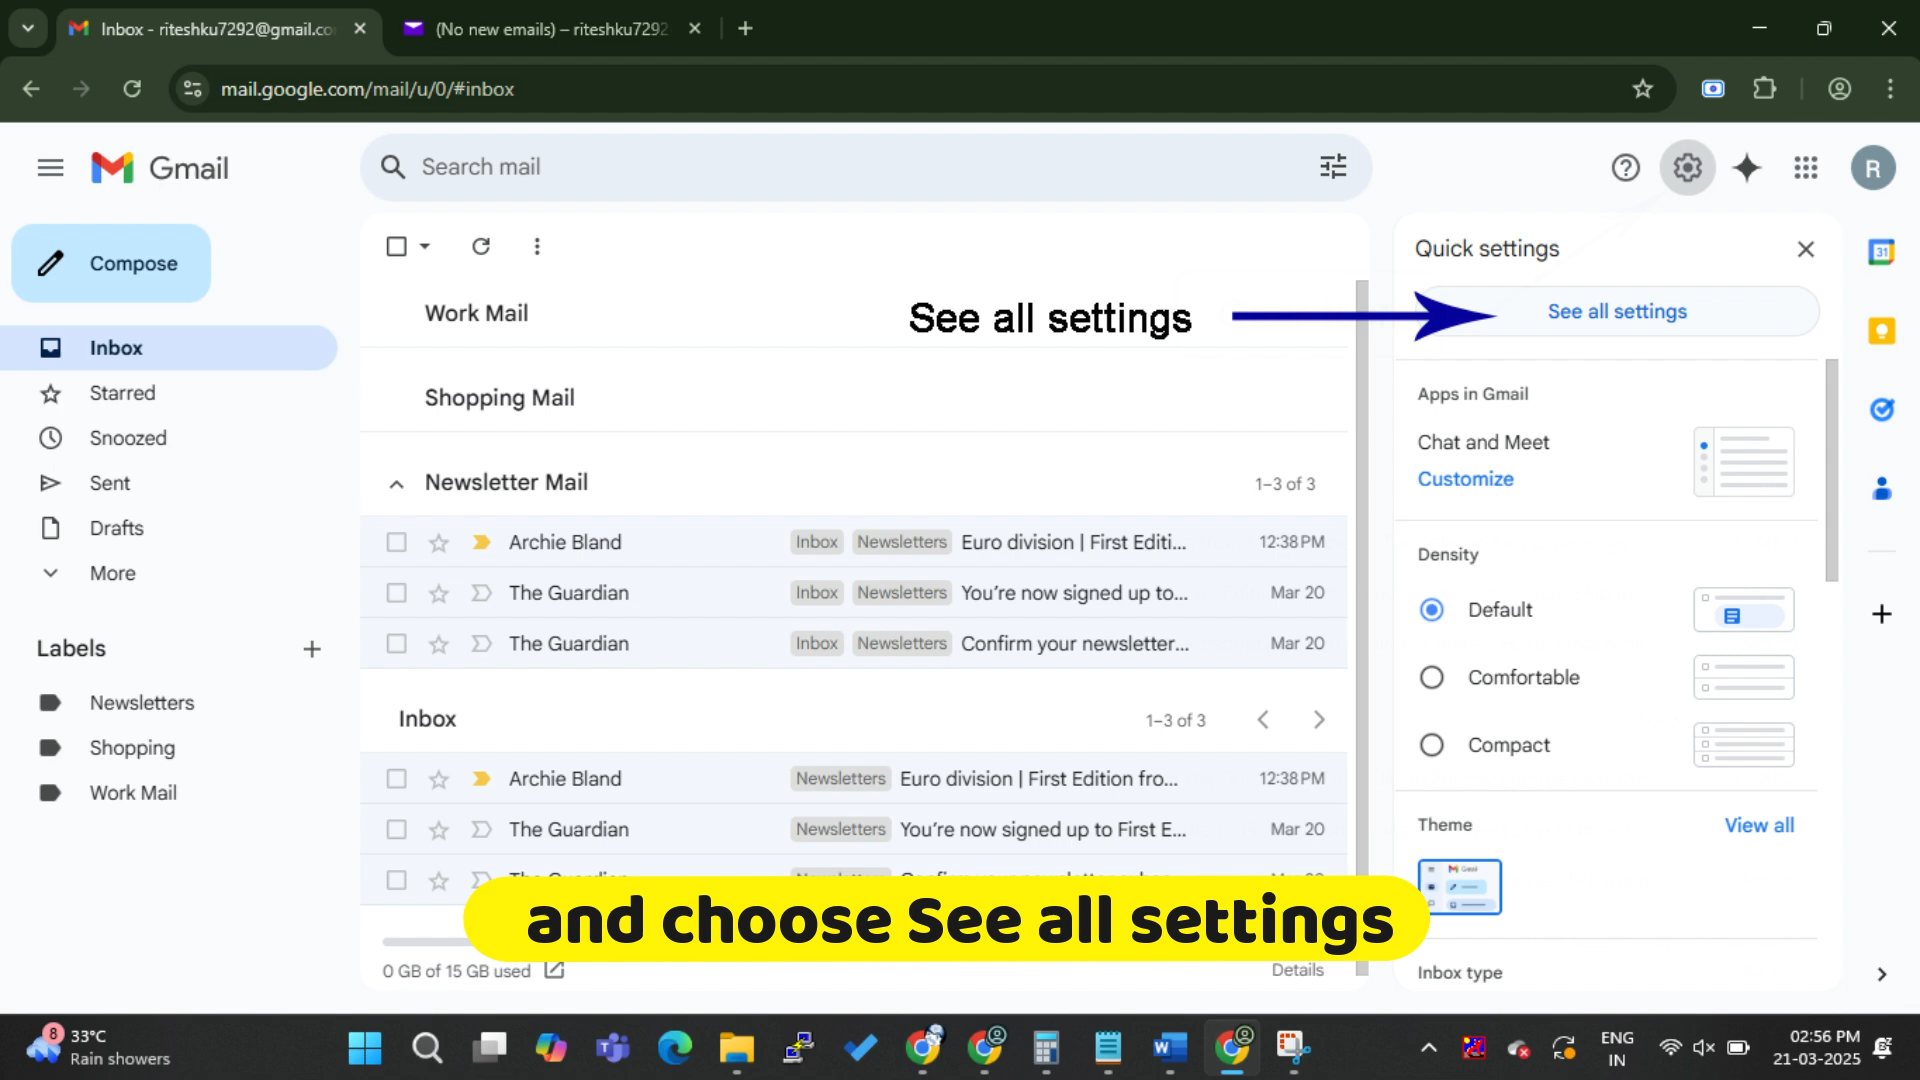 Inbox - riteshku7292@gmail.co
(No new emails) – riteshku7292
mail.google.com/mail/u/0/#inbox
Gmail
Search mail
R
Compose
Inbox
Starred
Snoozed
Sent
Drafts
More
Labels
Newsletters
Shopping
Work Mail
Work Mail
See all settings
Shopping Mail
Newsletter Mail
1–3 of 3
Archie Bland Inbox Newsletters Euro division | First Editi... 12:38 PM
The Guardian Inbox Newsletters You're now signed up to... Mar 20
The Guardian Inbox Newsletters Confirm your newsletter... Mar 20
Inbox
1–3 of 3
Archie Bland Newsletters Euro division | First Edition fro... 12:38 PM
The Guardian Newsletters You're now signed up to First E... Mar 20
and choose See all settings
0 GB of 15 GB used
Details
Quick settings
See all settings
Apps in Gmail
Chat and Meet
Customize
Density
Default
Comfortable
Compact
Theme
View all
Gmail
Inbox type
31
8
33°C
Rain showers
ENG
IN
02:56 PM
21-03-2025